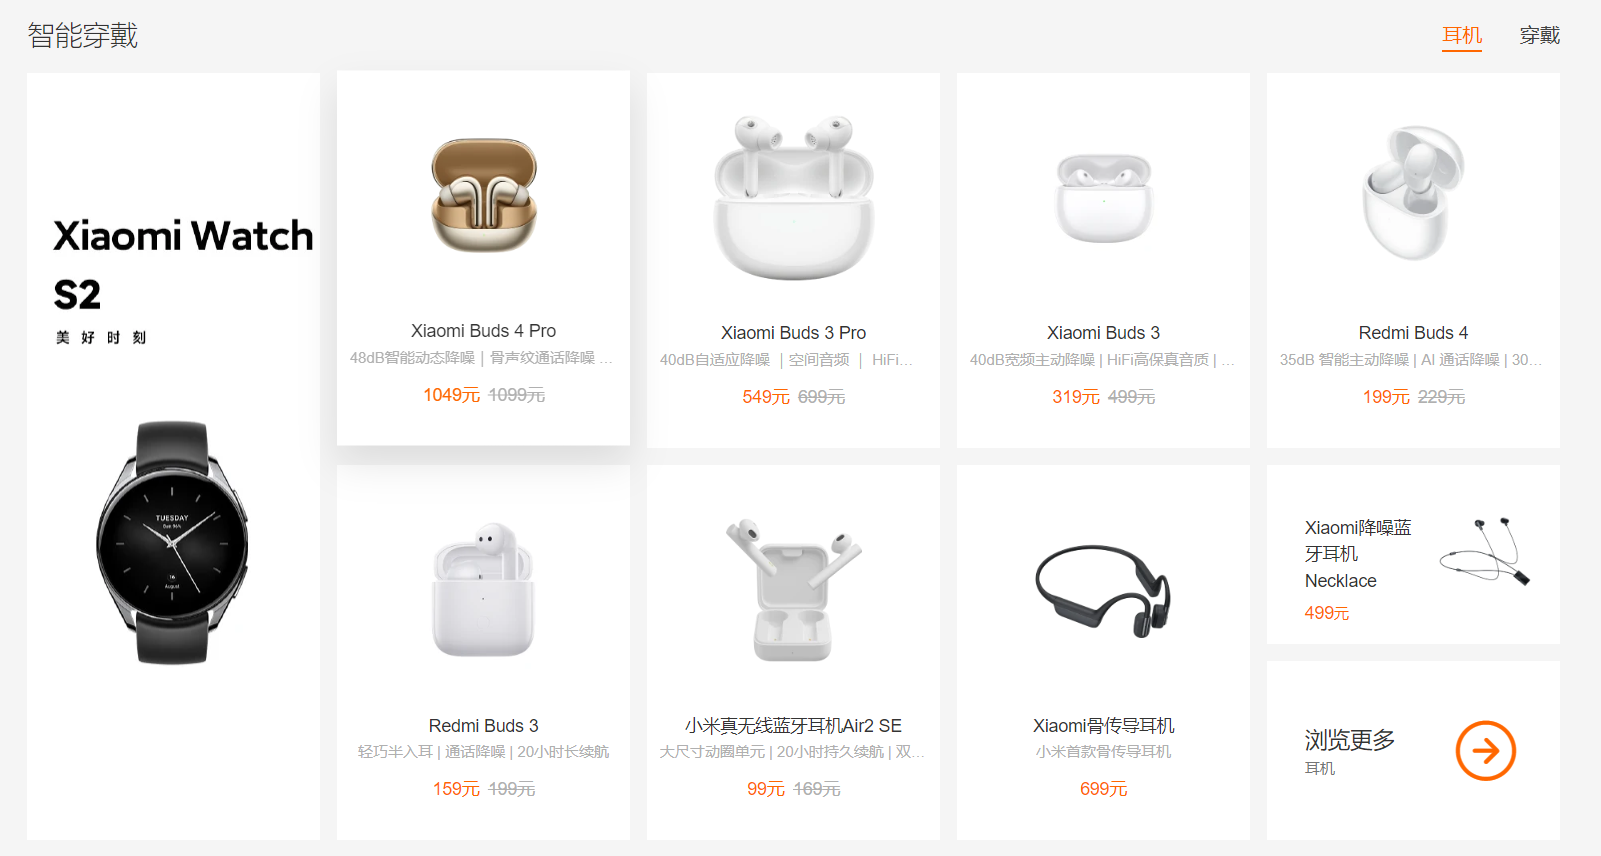 智能穿戴
耳机
穿戴
Xiaomi Watch
S2
美好时刻
TUESDAY
August
Xiaomi Buds 4 Pro
48dB智能动态降噪｜骨声纹通话降噪 ...
1049元 1099元
Xiaomi Buds 3 Pro
40dB自适应降噪 ｜空间音频 ｜ HiFi...
549元 699元
Xiaomi Buds 3
40dB宽频主动降噪 | HiFi高保真音质 | ...
319元 499元
Redmi Buds 4
35dB 智能主动降噪 | AI 通话降噪 | 30...
199元 229元
Redmi Buds 3
轻巧半入耳 | 通话降噪 | 20小时长续航
159元 199元
小米真无线蓝牙耳机Air2 SE
大尺寸动圈单元 | 20小时持久续航 | 双...
99元 169元
Xiaomi骨传导耳机
小米首款骨传导耳机
699元
Xiaomi降噪蓝
牙耳机
Necklace
499元
浏览更多
耳机